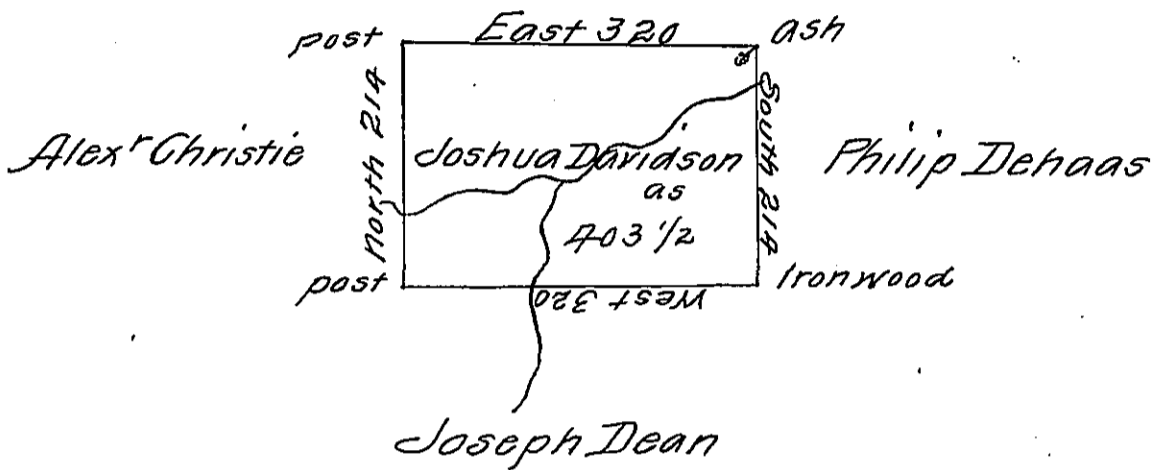 post East 320 ash
North 214
Alexr Christie Joshua Davidson Philip Dehaas
as
403 1/2
South 214
post West 320 Ironwood
Joseph Dean